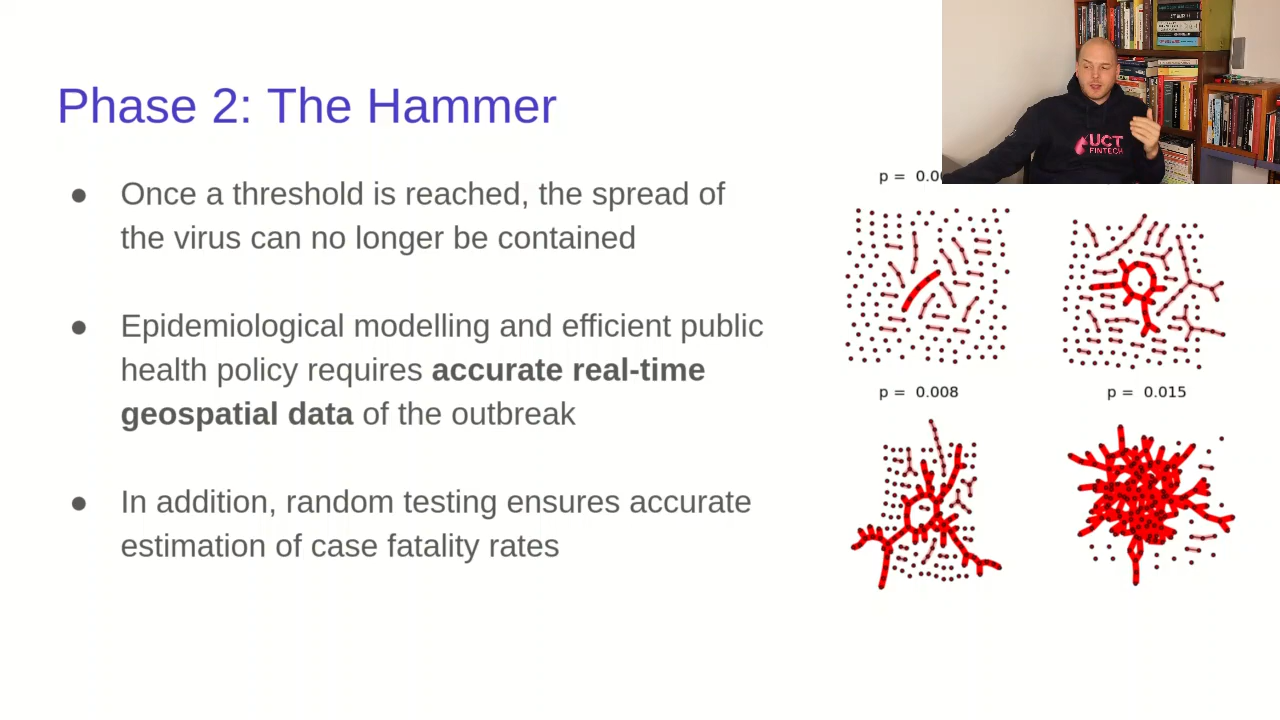 Phase 2: The Hammer
● Once a threshold is reached, the spread of
the virus can no longer be contained
● Epidemiological modelling and efficient public
health policy requires accurate real-time
geospatial data of the outbreak
● In addition, random testing ensures accurate
estimation of case fatality rates
UCT
FINTECH
p = 0.00
p = 0.008
p = 0.015